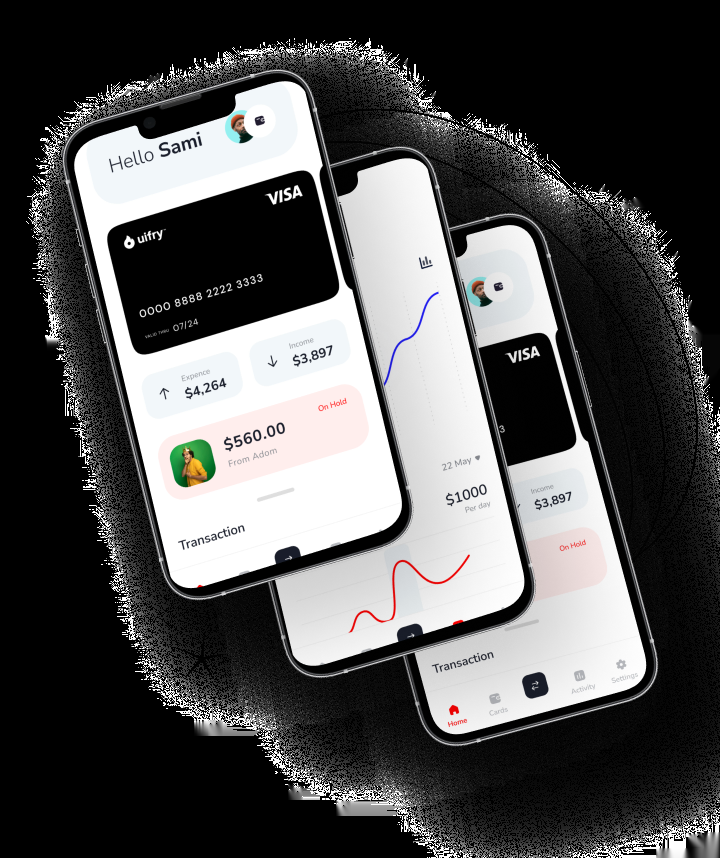 Hello Sami
VISA
uifry
0000 8888 2222 3333
VALID THRU 07/24
Expence
$4,264
Income
$3,897
$560.00
From Adom
On Hold
Transaction
22 May
$1000
Per day
VISA
3
Income
$3,897
On Hold
Transaction
Home
Cards
Activity
Settings